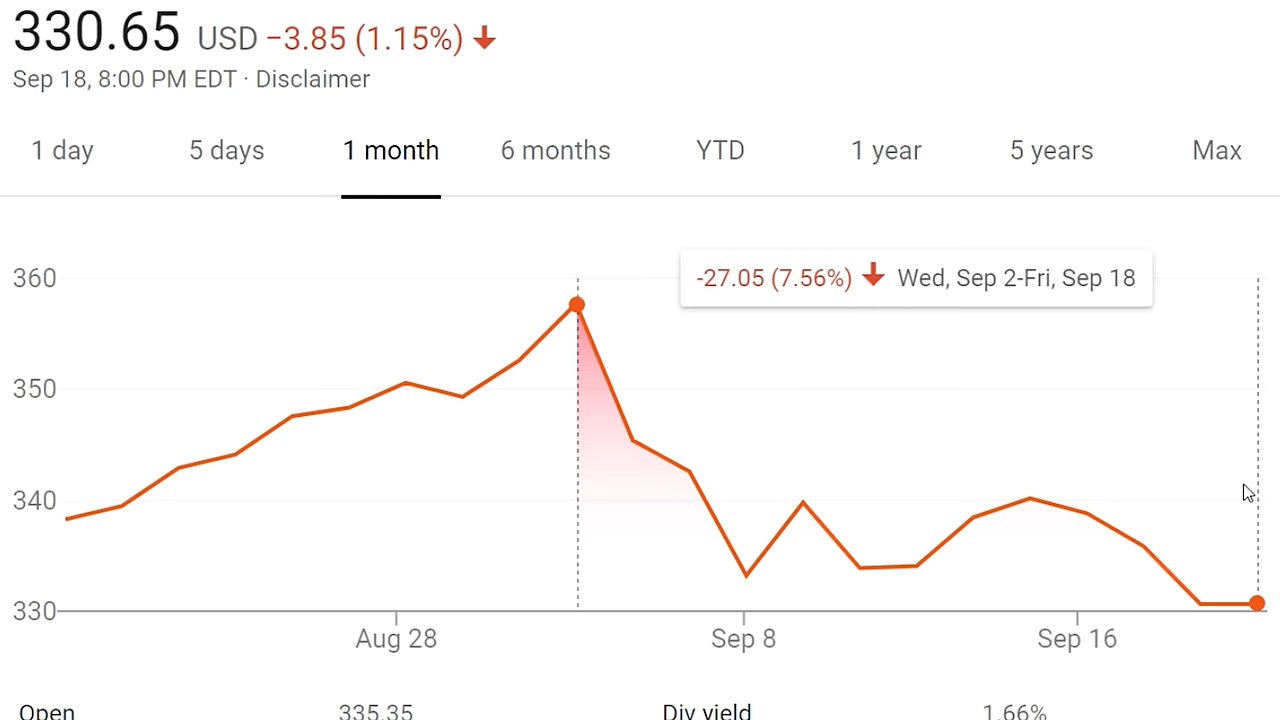 330.65 USD −3.85 (1.15%)
Sep 18, 8:00 PM EDT · Disclaimer
1 day 5 days 1 month 6 months YTD 1 year 5 years Max
360
-27.05 (7.56%) Wed, Sep 2-Fri, Sep 18
350
340
330
Aug 28 Sep 8 Sep 16
Open 335.35 Div yield 1.66%